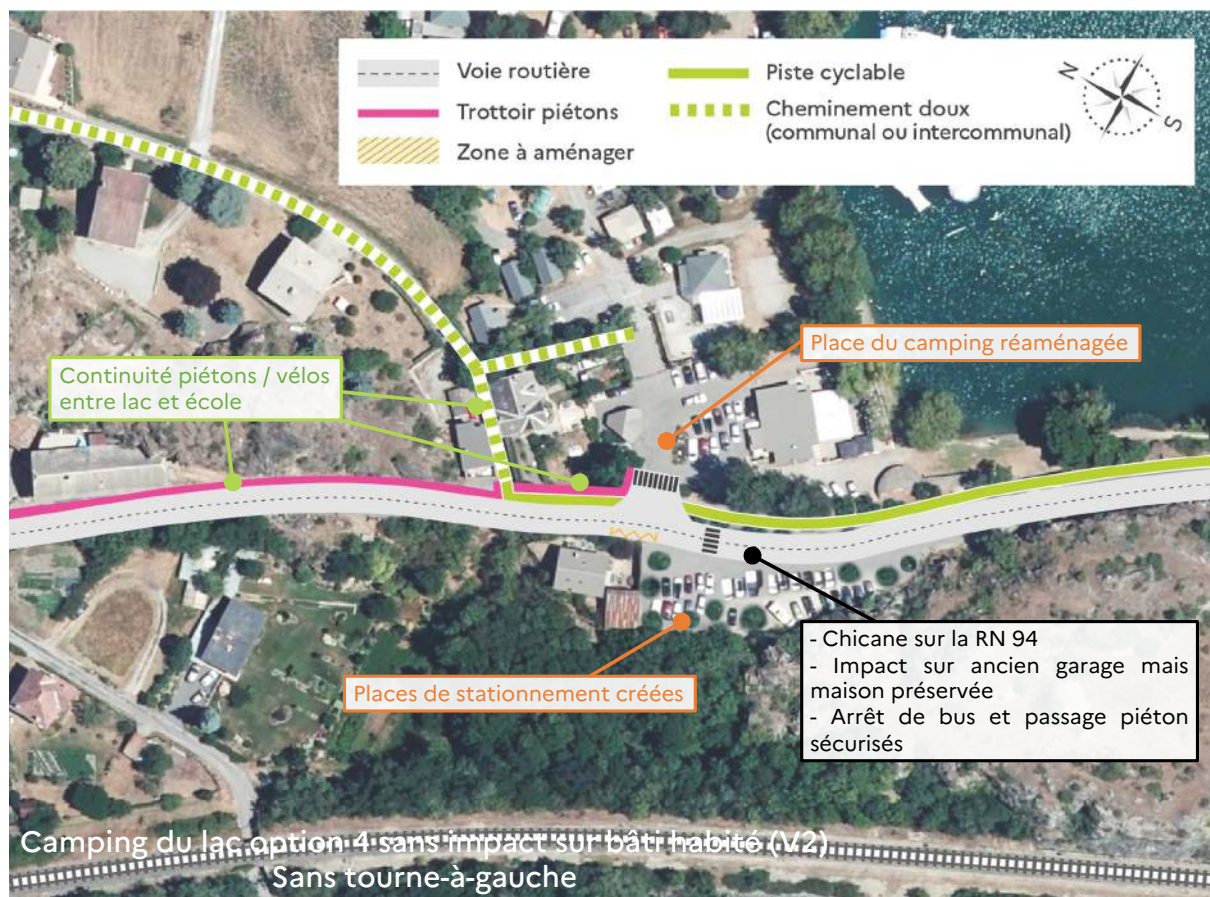 Voie routière
Trottoir piétons
Zone à aménager
Piste cyclable
Cheminement doux
(communal ou intercommunal)
N
S
Place du camping réaménagée
Continuité piétons / vélos
entre lac et école
Places de stationnement créées
- Chicane sur la RN 94
- Impact sur ancien garage mais
maison préservée
- Arrêt de bus et passage piéton
sécurisés
Camping du lac option 4 sans impact sur bâti habité (V2)
Sans tourne-à-gauche